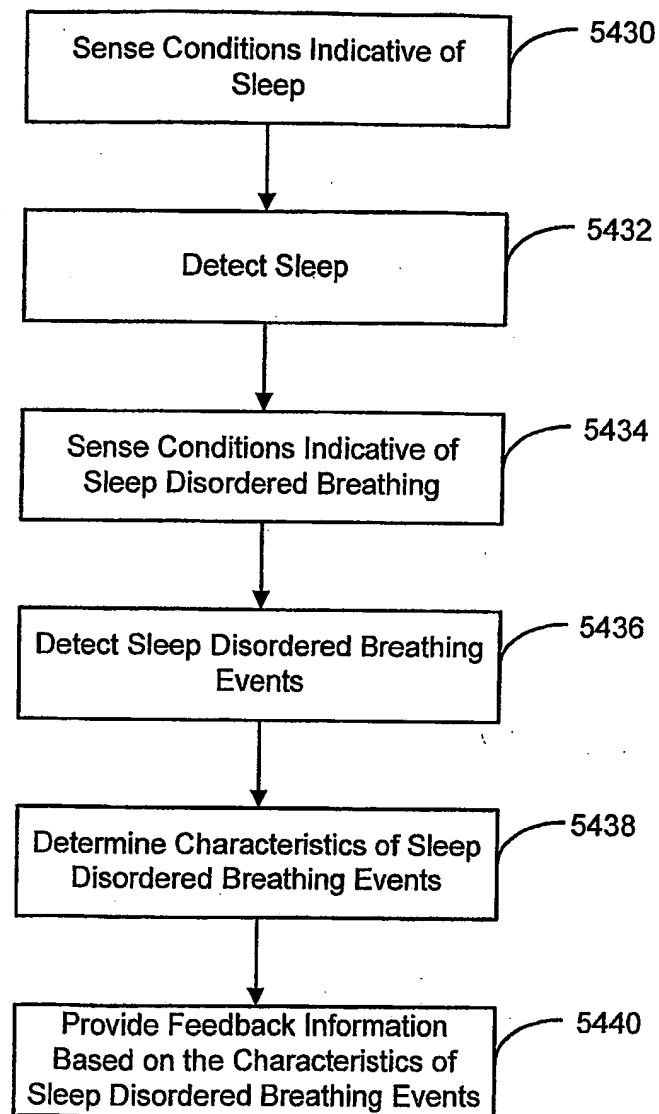 Sense Conditions Indicative of
Sleep
5430
Detect Sleep
5432
Sense Conditions Indicative of
Sleep Disordered Breathing
5434
Detect Sleep Disordered Breathing
Events
5436
Determine Characteristics of Sleep
Disordered Breathing Events
5438
Provide Feedback Information
Based on the Characteristics of
Sleep Disordered Breathing Events
5440